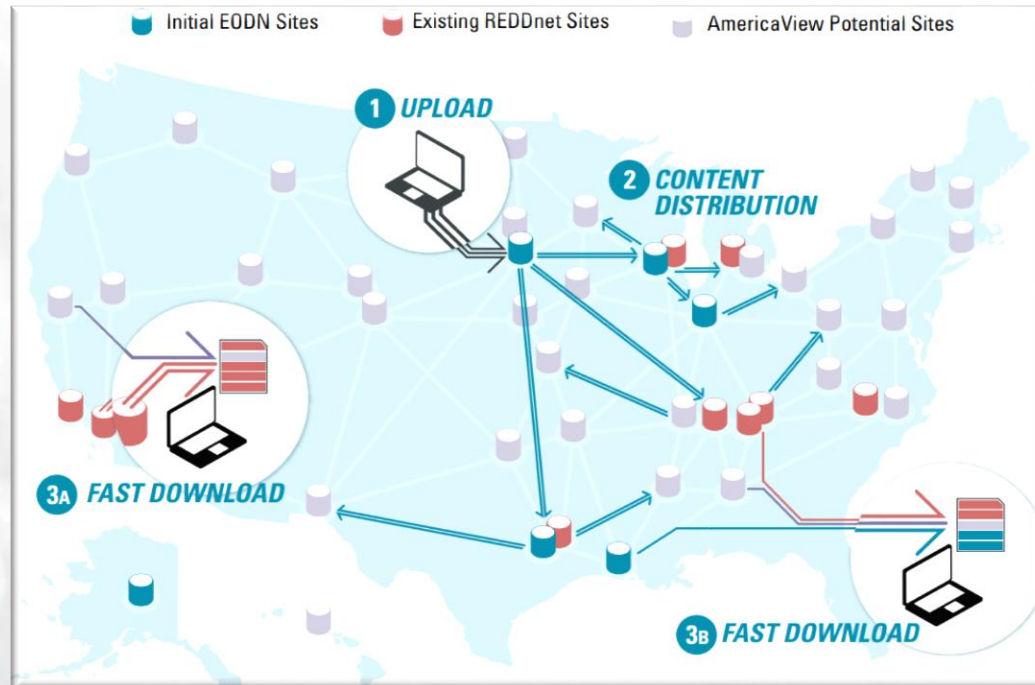 Initial EODN Sites
Existing REDDnet Sites
AmericaView Potential Sites
1 UPLOAD
2 CONTENT
DISTRIBUTION
3A FAST DOWNLOAD
3B FAST DOWNLOAD